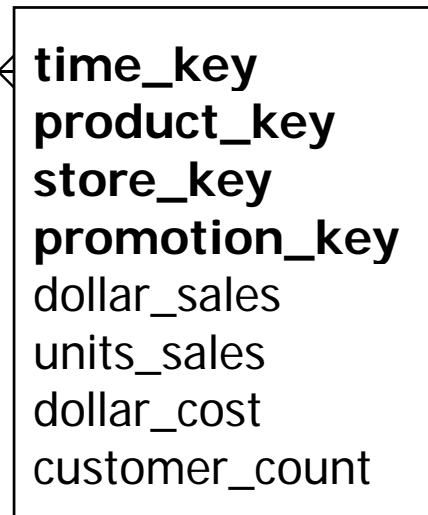 time_key
product_key
store_key
promotion_key
dollar_sales
units_sales
dollar_cost
customer_count